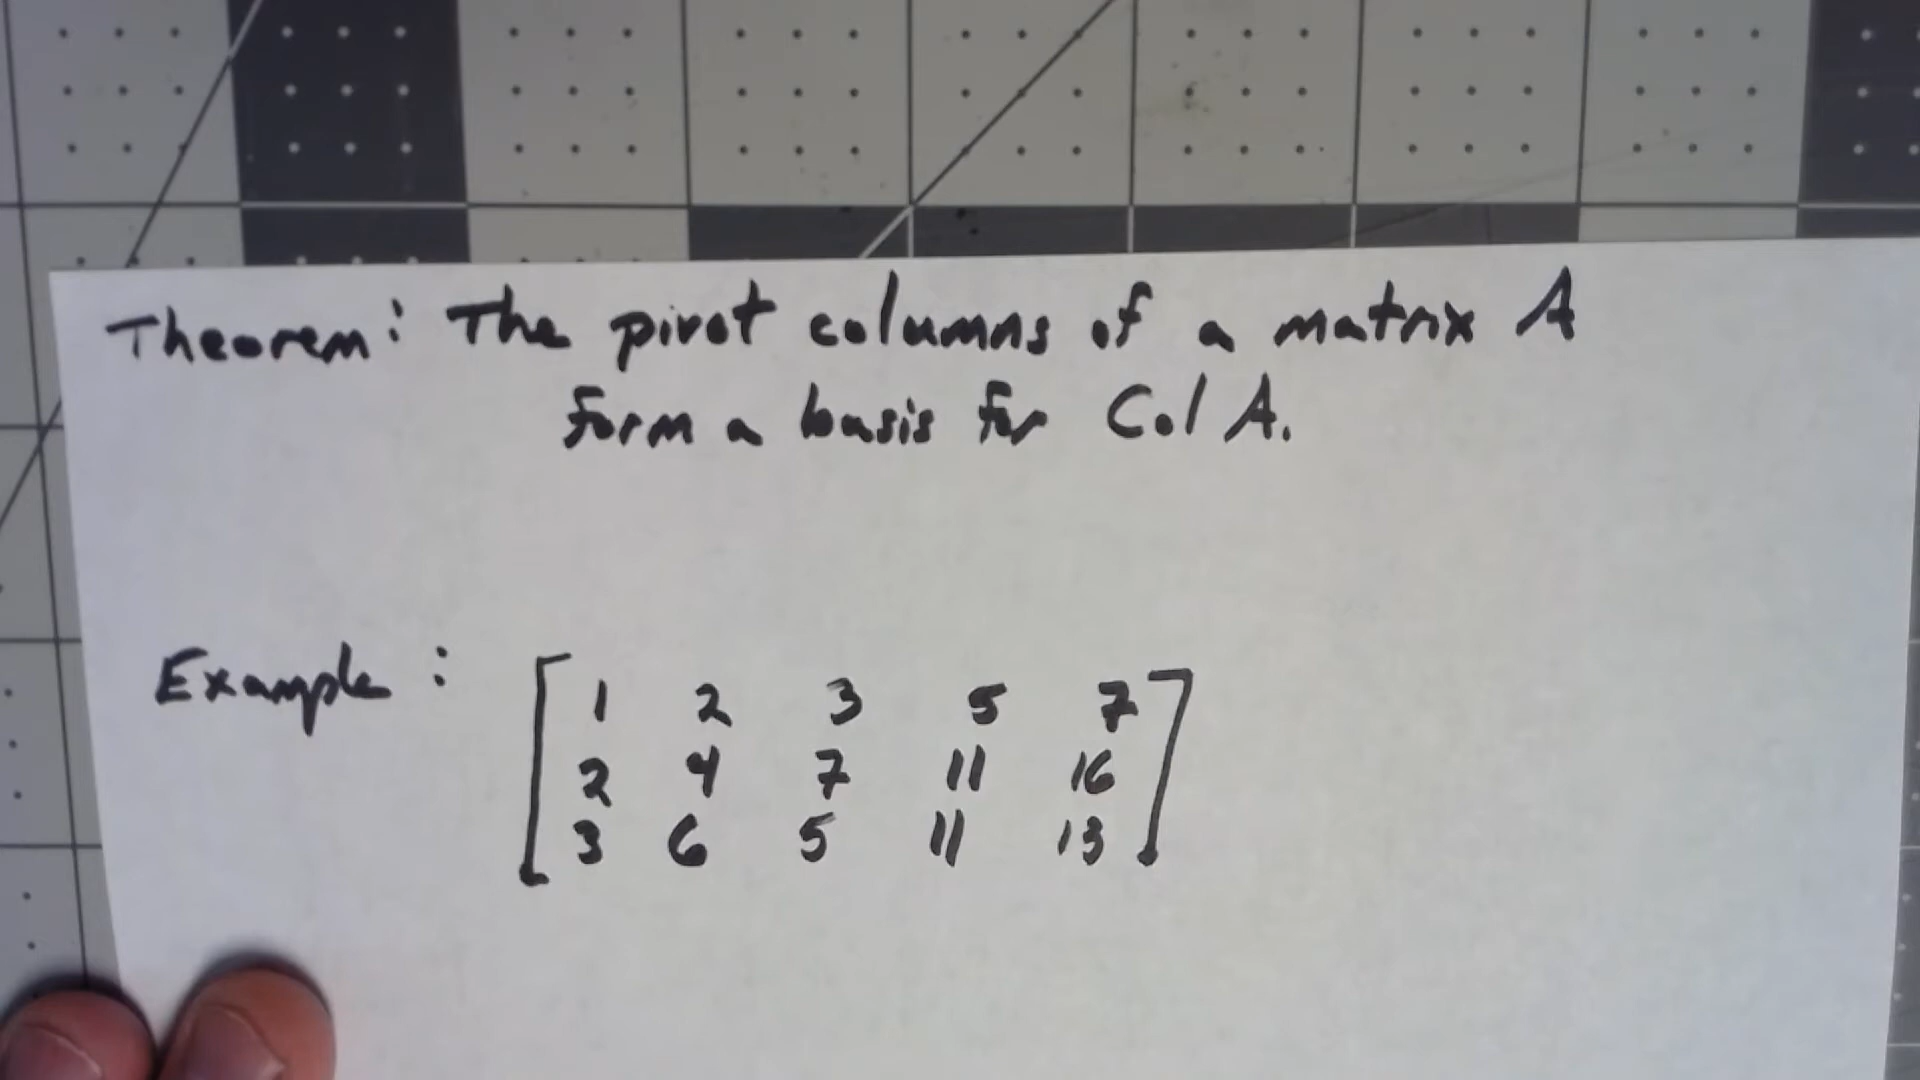 Theorem: The pivot columns of a matrix A
form a basis for Col A.
Example: 1 2 3 5 7
2 4 7 11 16
3 6 5 11 13